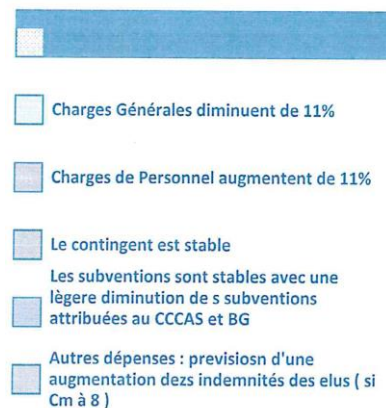 Charges Générales diminuent de 11%
Charges de Personnel augmentent de 11%
Le contingent est stable
Les subventions sont stables avec une
lègere diminution de s subventions
attribuées au CCCAS et BG
Autres dépenses : previsiosn d'une
augmentation dezs indemnités des elus ( si
Cm à 8 )